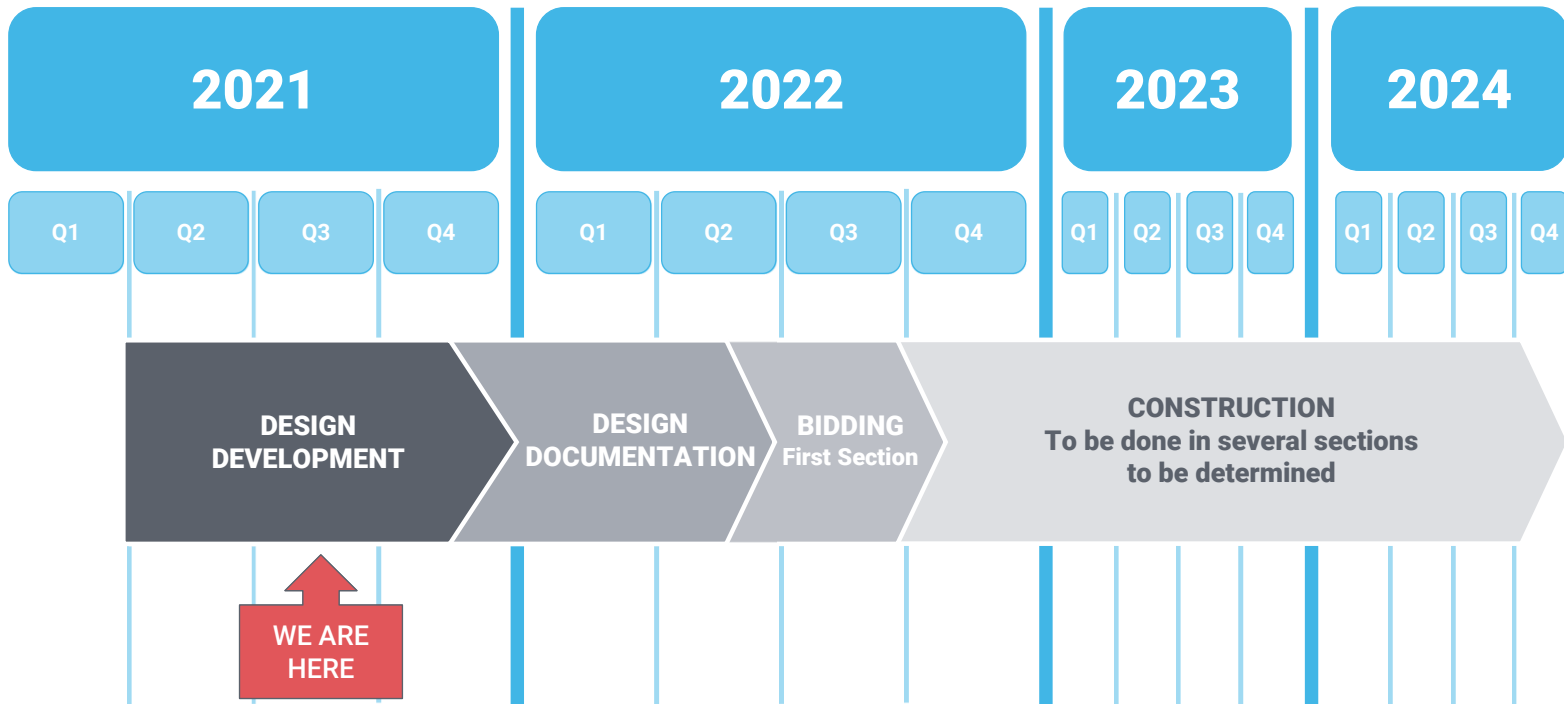 2021 2022 2023 2024
Q1 Q2 Q3 Q4 Q1 Q2 Q3 Q4 Q1 Q2 Q3 Q4 Q1 Q2 Q3 Q4
DESIGN
DEVELOPMENT
DESIGN
DOCUMENTATION
BIDDING
First Section
CONSTRUCTION
To be done in several sections
to be determined
WE ARE
HERE